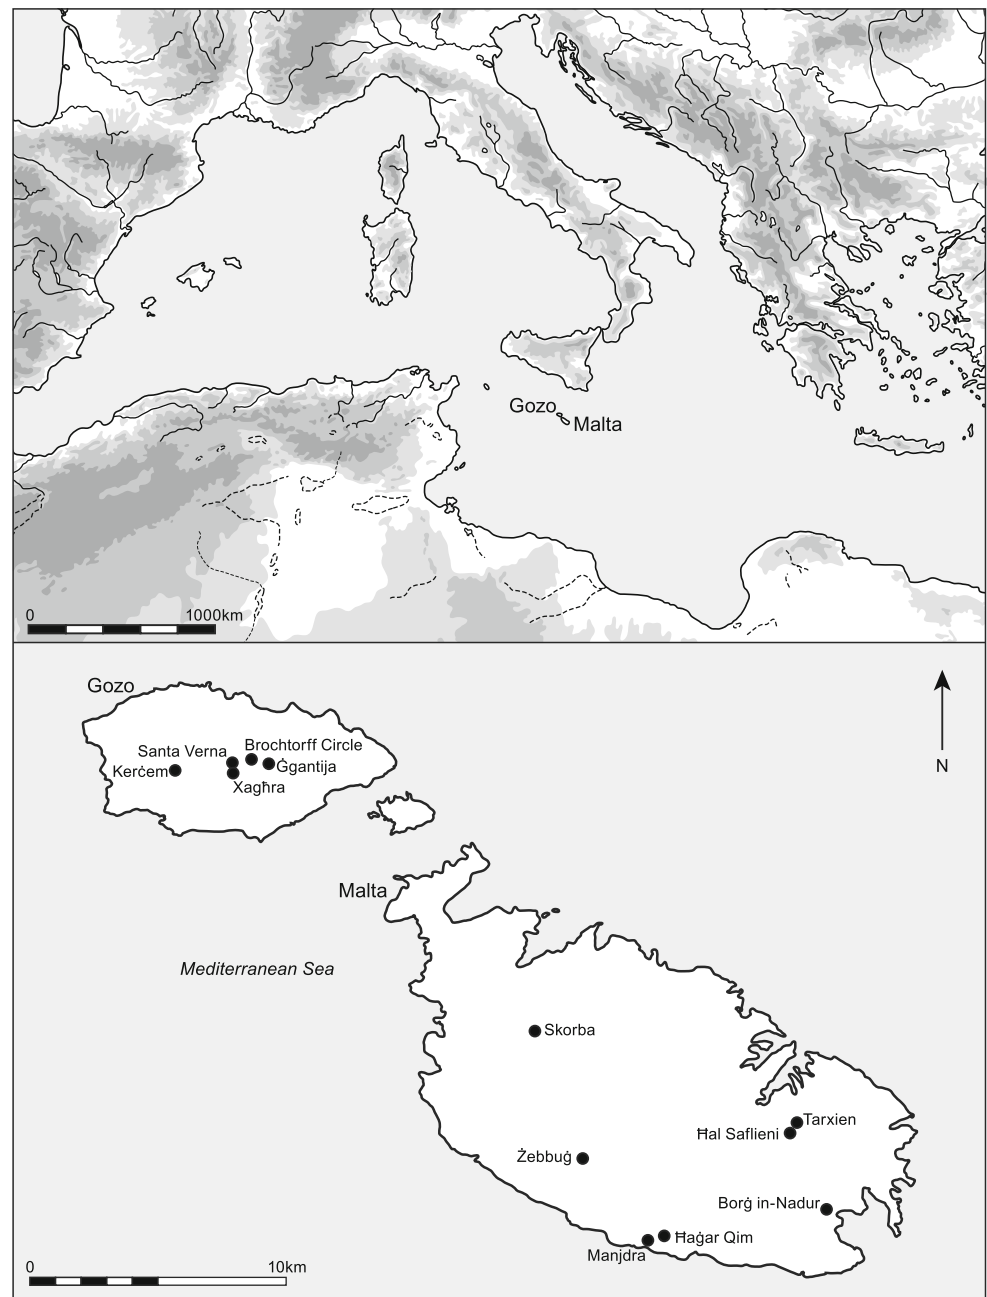 Gozo
Malta
0 1000km
Gozo
N
Santa Verna
Brochtorff Circle
Kerċem
Ġgantija
Xagħra
Malta
Mediterranean Sea
Skorba
Tarxien
Ħal Saflieni
Żebbuġ
Borġ in-Nadur
Ħaġar Qim
Manjdra
0 10km